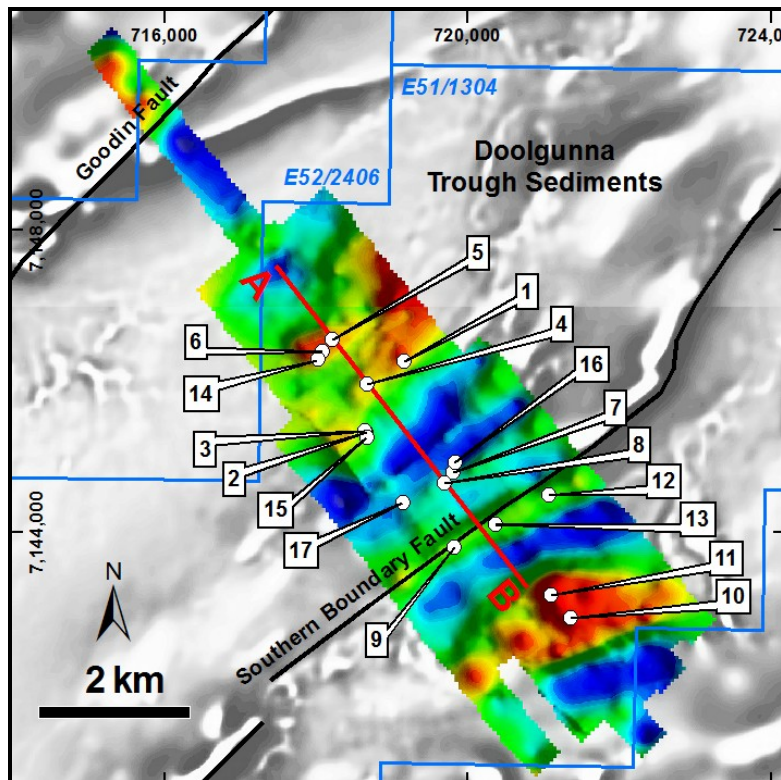 716,000
720,000
724,0
E51/1304
Goodin Fault
Doolgunna
Trough Sediments
E52/2406
7,148,000
A
5
1
4
6
14
16
7
3
2
8
15
12
17
13
7,144,000
Southern Boundary Fault
N
B
11
10
9
2 km